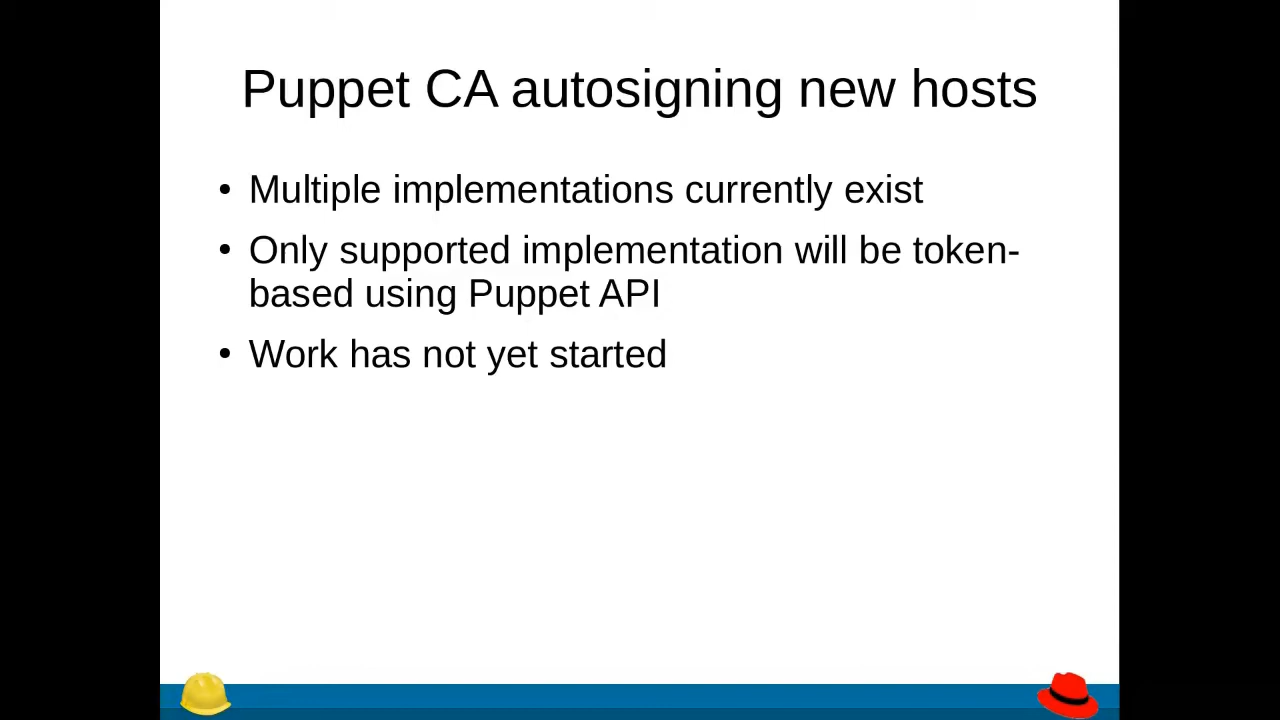 Puppet CA autosigning new hosts
• Multiple implementations currently exist
• Only supported implementation will be token-
based using Puppet API
• Work has not yet started